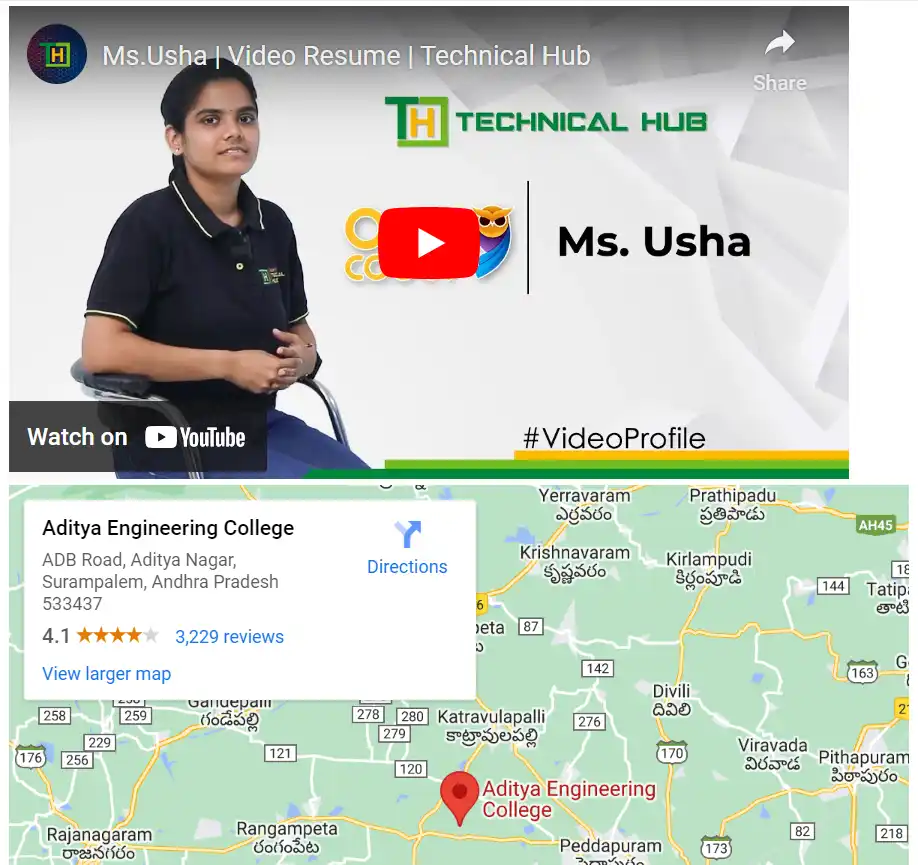 Ms.Usha | Video Resume | Technical Hub
Share
TH TECHNICAL HUB
Ms. Usha
Watch on YouTube
#VideoProfile
Aditya Engineering College
ADB Road, Aditya Nagar,
Surampalem, Andhra Pradesh
533437
Directions
4.1
3,229 reviews
View larger map
Yerravaram
ఎర్రవరం
Prathipadu
ప్రతిపాడు
AH45
Krishnavaram
కృష్ణవరం
Kirlampudi
కిర్లంపూడి
144
87
142
163
Divili
దివిలి
Gandepalli
గండేపల్లి
258
259
278
280
279
Katravulapalli
కాట్రావులపల్లి
276
229
176
256
121
170
Viravada
విరవాడ
Pithapuram
పిఠాపురం
120
Aditya Engineering
College
Rajanagaram
రాజనగరం
Rangampeta
రంగంపేట
Peddapuram
82
218
173